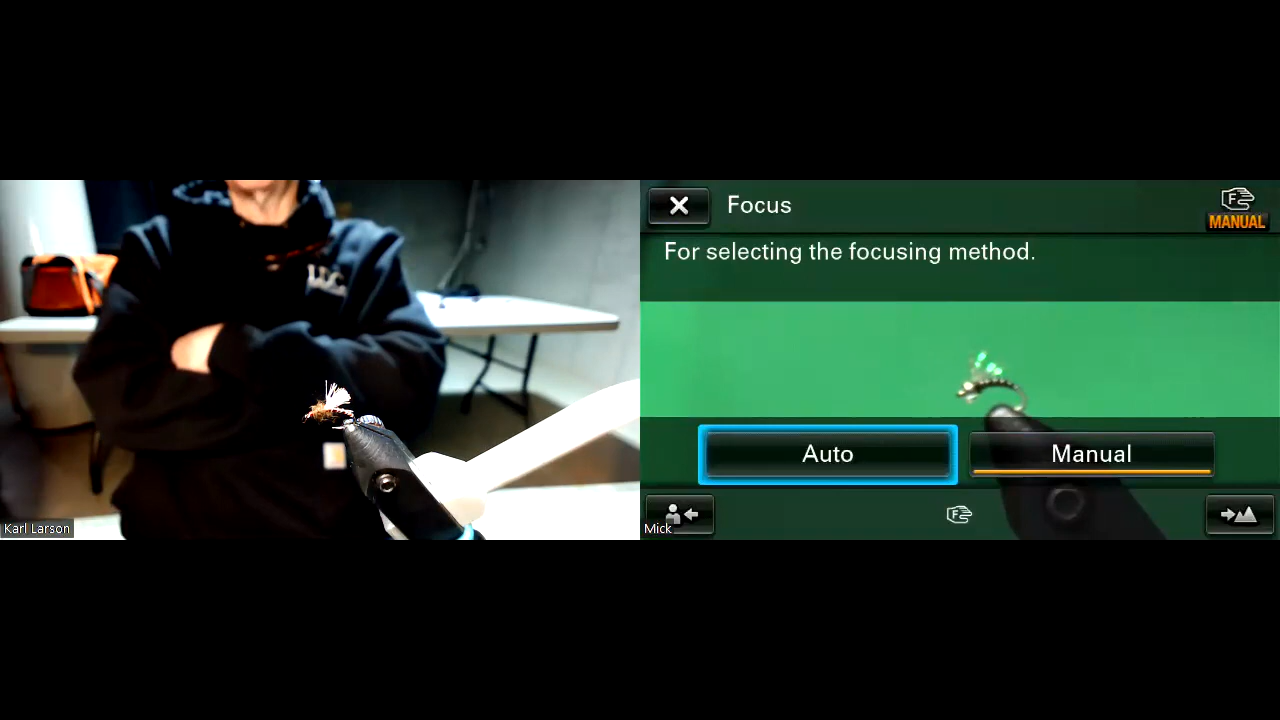 Focus
MANUAL
For selecting the focusing method.
Auto
Manual
Karl Larson
Mick